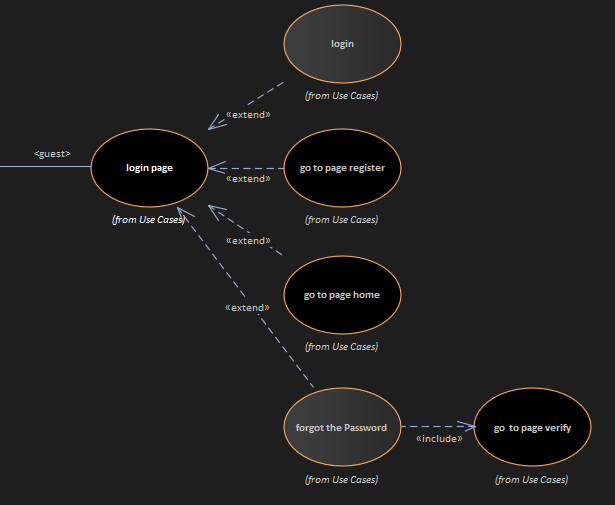 login
(from Use Cases)
«extend»
<guest>
login page
go to page register
«extend»
(from Use Cases)
(from Use Cases)
«extend»
go to page home
«extend»
(from Use Cases)
forgot the Password
go  to page verify
«include»
(from Use Cases)
(from Use Cases)